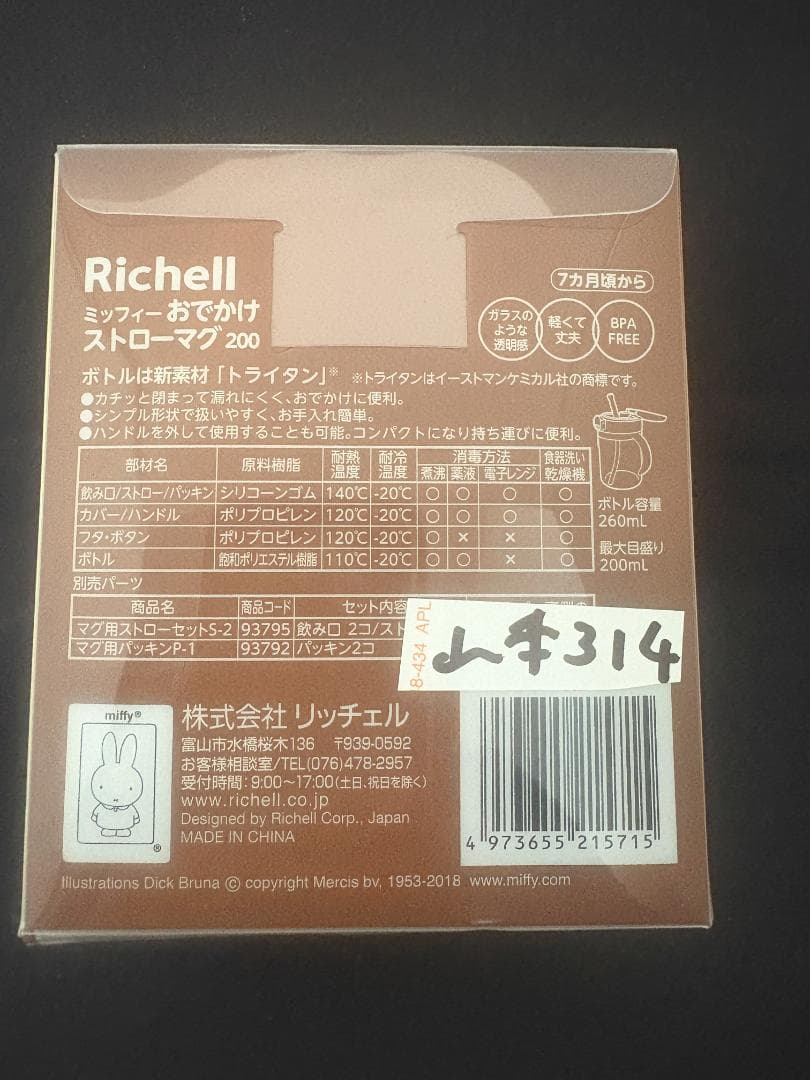 Richell
ミッフィー おでかけ
ストローマグ 200
7カ月頃から
ガラスの
ような
透明感
軽くて
丈夫
BPA
FREE
ボトルは新素材「トライタン」※ ※トライタンはイーストマンケミカル社の商標です。
●カチッと閉まって漏れにくく、おでかけに便利。
●シンプル形状で扱いやすく、お手入れ簡単。
●ハンドルを外して使用することも可能。コンパクトになり持ち運びに便利。
部材名 原料樹脂 耐熱温度 耐冷温度 消毒方法 煮沸 薬液 電子レンジ 食器洗い乾燥機
飲み口/ストロー/パッキン シリコーンゴム 140℃ -20℃ ○ ○ ○ ○
カバー/ハンドル ポリプロピレン 120℃ -20℃ ○ ○ ○ ○
フタ・ボタン ポリプロピレン 120℃ -20℃ ○ × × ○
ボトル 飽和ポリエステル樹脂 110℃ -20℃ ○ ○ × ○
ボトル容量
260mL
最大目盛り
200mL
別売パーツ
商品名 商品コード セット内容
マグ用ストローセットS-2 93795 飲み口 2コ/スト
マグ用パッキンP-1 93792 パッキン2コ
8-434 APL
山本314
miffy®
®
株式会社 リッチェル
富山市水橋桜木136 〒939-0592
お客様相談室/TEL(076)478-2957
受付時間:9:00〜17:00(土日、祝日を除く)
www.richell.co.jp
Designed by Richell Corp., Japan
MADE IN CHINA
4 973655 215715
Illustrations Dick Bruna © copyright Mercis bv, 1953-2018 www.miffy.com